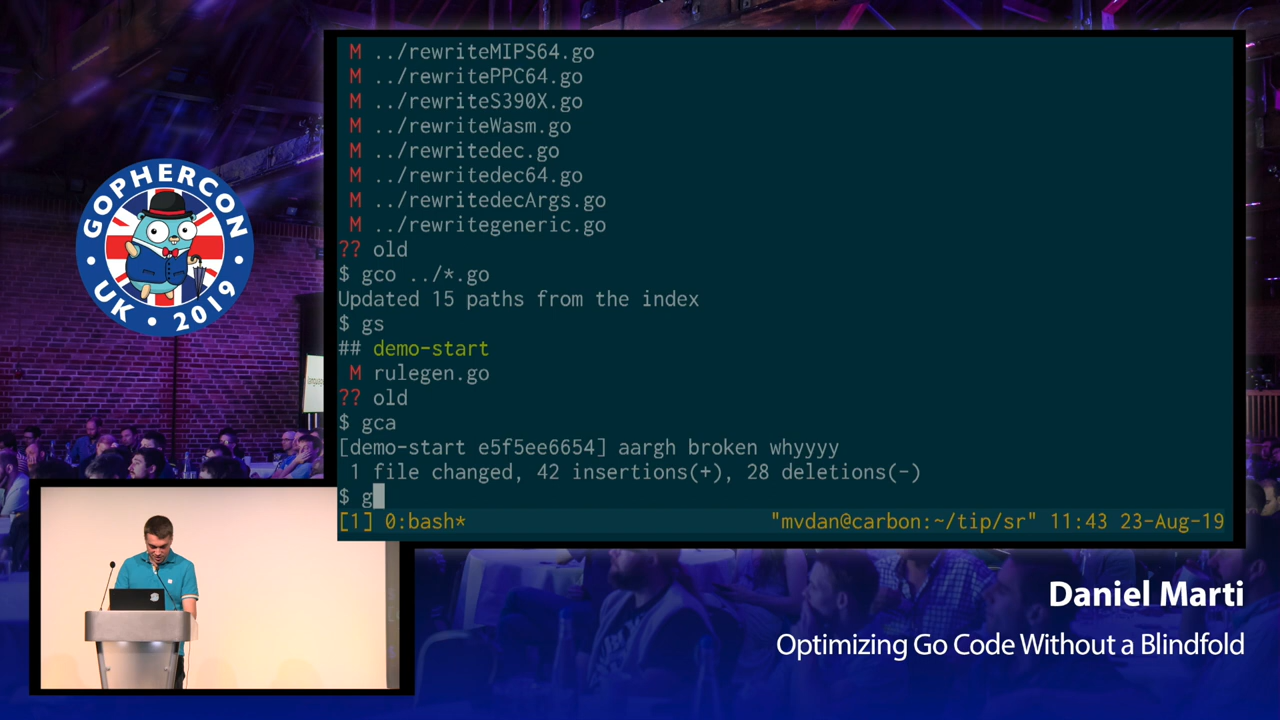 GOPHERCON
UK • 2019
M ../rewriteMIPS64.go
M ../rewritePPC64.go
M ../rewriteS390X.go
M ../rewriteWasm.go
M ../rewritedec.go
M ../rewritedec64.go
M ../rewritedecArgs.go
M ../rewritegeneric.go
?? old
$ gco ../*.go
Updated 15 paths from the index
$ gs
## demo-start
M rulegen.go
?? old
$ gca
[demo-start e5f5ee6654] aargh broken whyyyy
1 file changed, 42 insertions(+), 28 deletions(-)
$ g
[1] 0:bash* "mvdan@carbon:~/tip/sr" 11:43 23-Aug-19
Daniel Marti
Optimizing Go Code Without a Blindfold